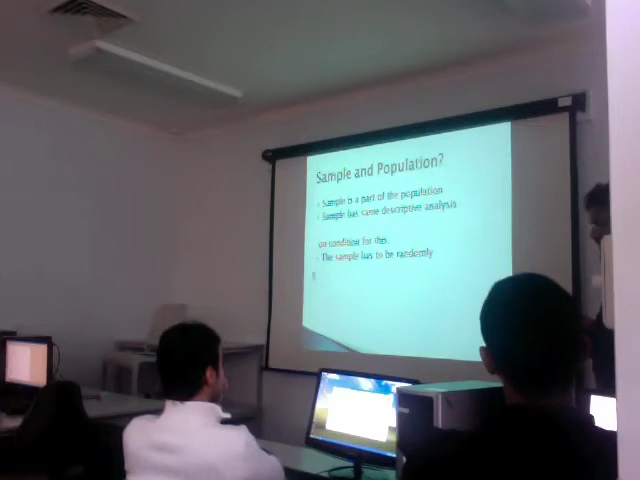 Sample and Population?
Sample is a part of the population
Sample has same descriptive analysis
on condition for this.
The sample has to be randomly